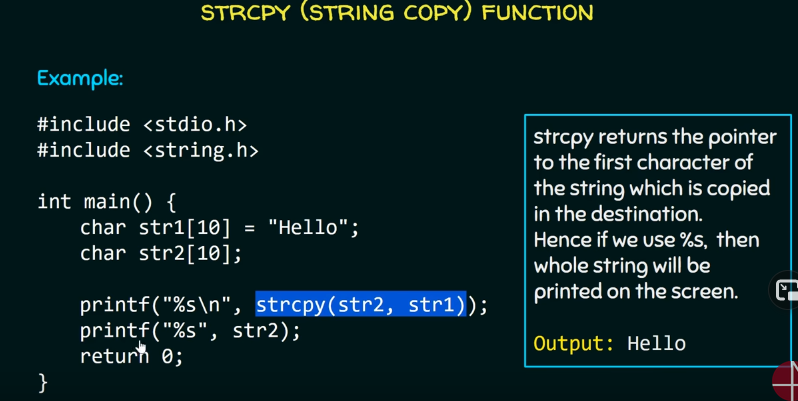 STRCPY (STRING COPY) FUNCTION
Example:
#include <stdio.h>
#include <string.h>
int main() {
    char str1[10] = "Hello";
    char str2[10];
    printf("%s\n", strcpy(str2, str1));
    printf("%s", str2);
    return 0;
}
strcpy returns the pointer
to the first character of
the string which is copied
in the destination.
Hence if we use %s, then
whole string will be
printed on the screen.
Output: Hello